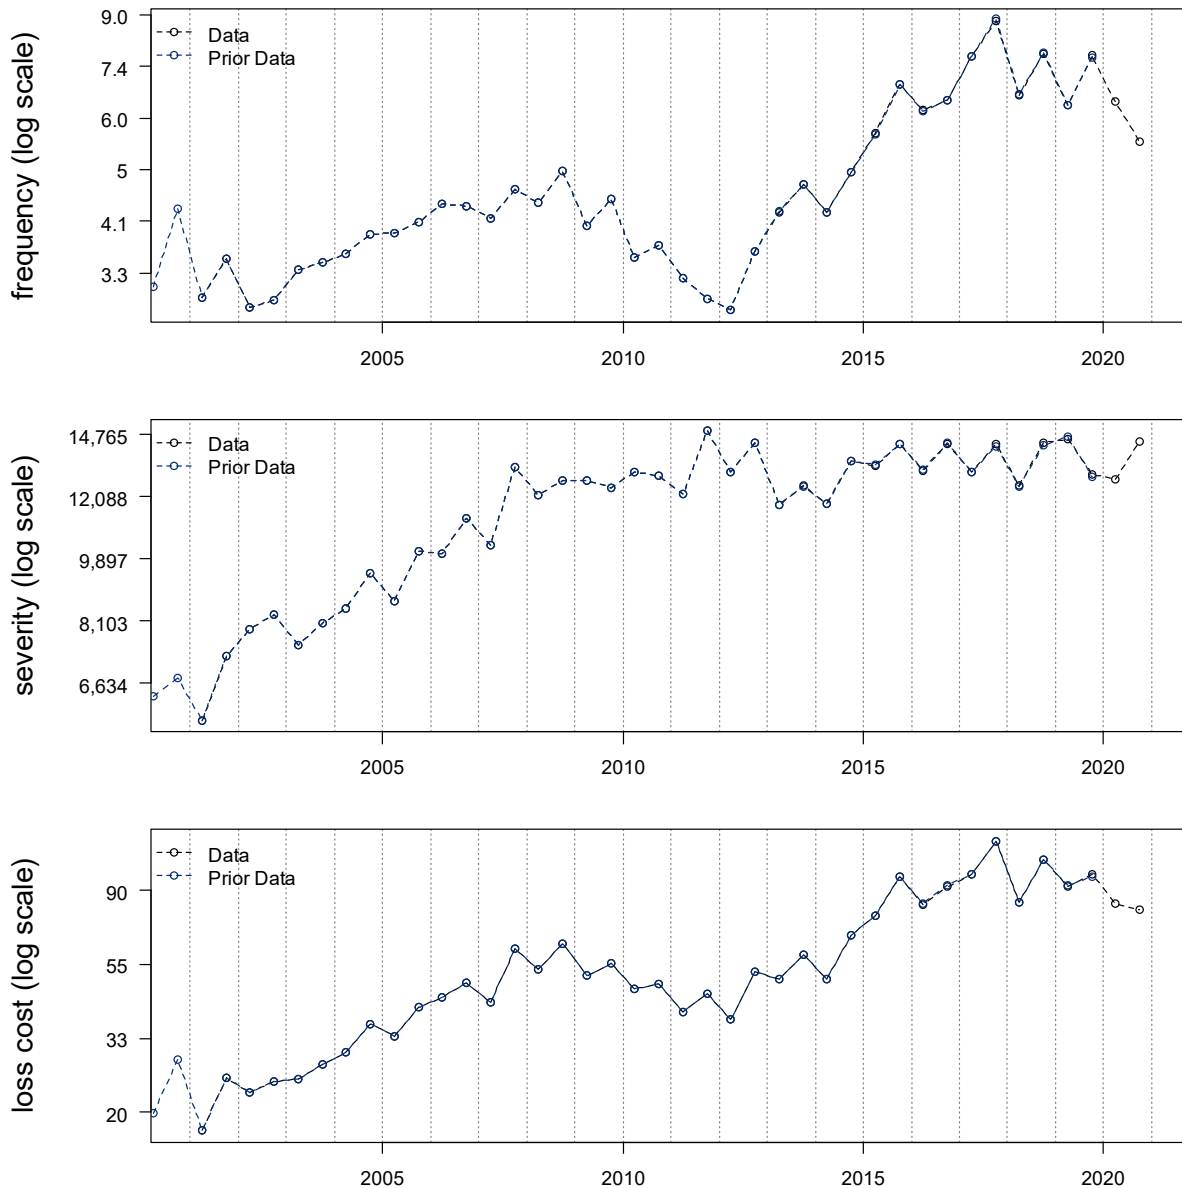 frequency (log scale)
9.0
7.4
6.0
5
4.1
3.3
Data
Prior Data
2005 2010 2015 2020
severity (log scale)
14,765
12,088
9,897
8,103
6,634
Data
Prior Data
2005 2010 2015 2020
loss cost (log scale)
90
55
33
20
Data
Prior Data
2005 2010 2015 2020